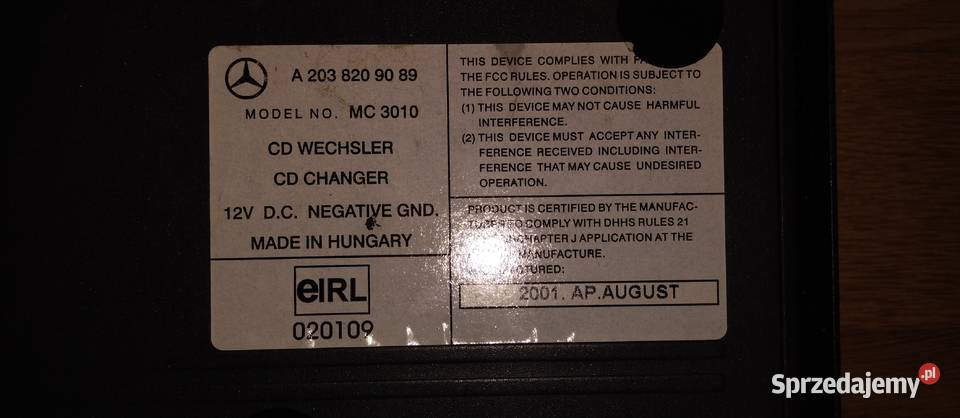 A 203 820 90 89
MODEL NO. MC 3010
CD WECHSLER
CD CHANGER
12V D.C. NEGATIVE GND.
MADE IN HUNGARY
eIRL
020109
THIS DEVICE COMPLIES WITH
THE FCC RULES. OPERATION IS SUBJECT TO
THE FOLLOWING TWO CONDITIONS:
(1) THIS DEVICE MAY NOT CAUSE HARMFUL
INTERFERENCE.
(2) THIS DEVICE MUST ACCEPT ANY INTER-
FERENCE RECEIVED INCLUDING INTER-
FERENCE THAT MAY CAUSE UNDESIRED
OPERATION.
PRODUCT IS CERTIFIED BY THE MANUFAC-
TURER TO COMPLY WITH DHHS RULES 21
J APPLICATION AT THE
MANUFACTURE.
2001. AP.AUGUST
Sprzedajemy.pl